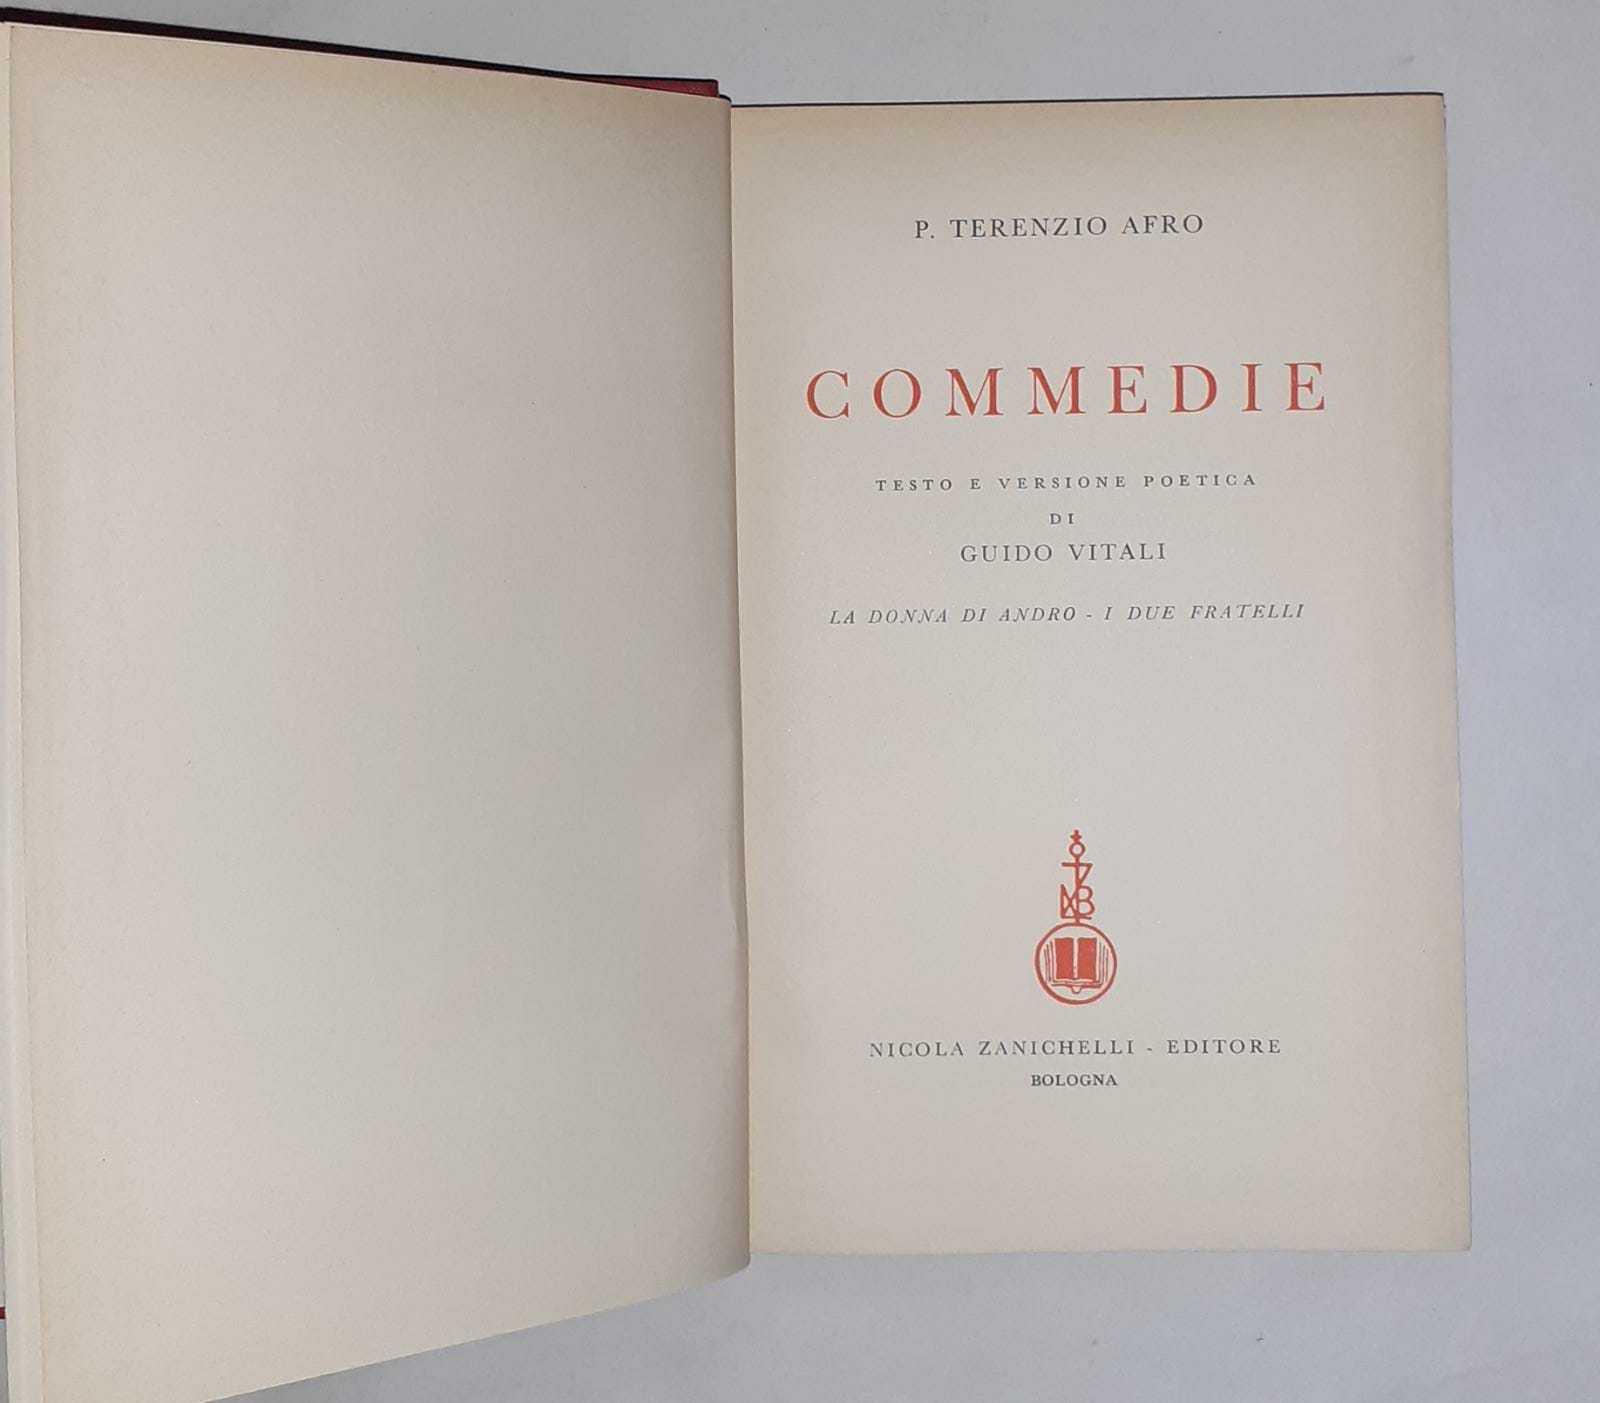 P. TERENZIO AFRO
COMMEDIE
TESTO E VERSIONE POETICA
DI
GUIDO VITALI
LA DONNA DI ANDRO - I DUE FRATELLI
NICOLA ZANICHELLI - EDITORE
BOLOGNA